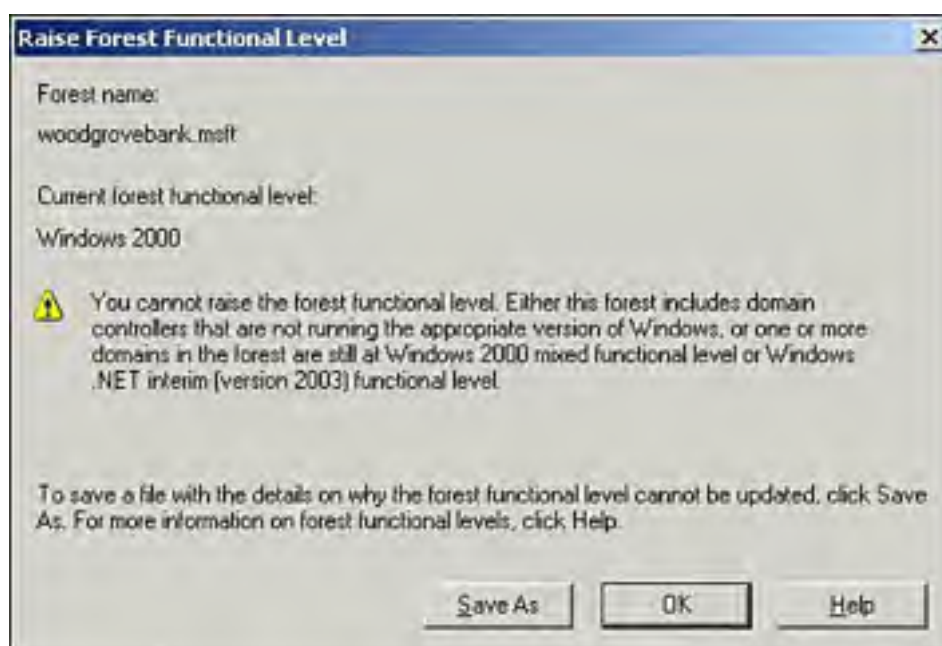 Raise Forest Functional Level
Forest name:
woodgrovebank.msft
Current forest functional level:
Windows 2000
You cannot raise the forest functional level. Either this forest includes domain
controllers that are not running the appropriate version of Windows, or one or more
domains in the forest are still at Windows 2000 mixed functional level or Windows
.NET interim (version 2003) functional level.
To save a file with the details on why the forest functional level cannot be updated, click Save
As. For more information on forest functional levels, click Help.
Save As OK Help